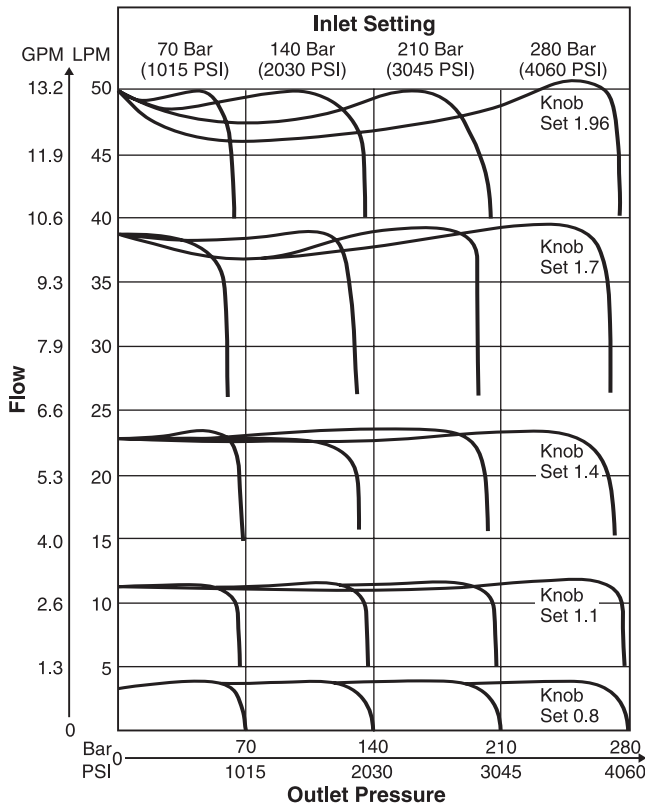 Inlet Setting
GPM LPM
70 Bar 140 Bar 210 Bar 280 Bar
(1015 PSI) (2030 PSI) (3045 PSI) (4060 PSI)
13.2 50
Knob
Set 1.96
11.9 45
10.6 40
Knob
Set 1.7
9.3 35
7.9 30
Flow
6.6 25
Knob
Set 1.4
5.3 20
4.0 15
Knob
Set 1.1
2.6 10
1.3 5
Knob
Set 0.8
0
Bar 0 70 140 210 280
PSI 1015 2030 3045 4060
Outlet Pressure